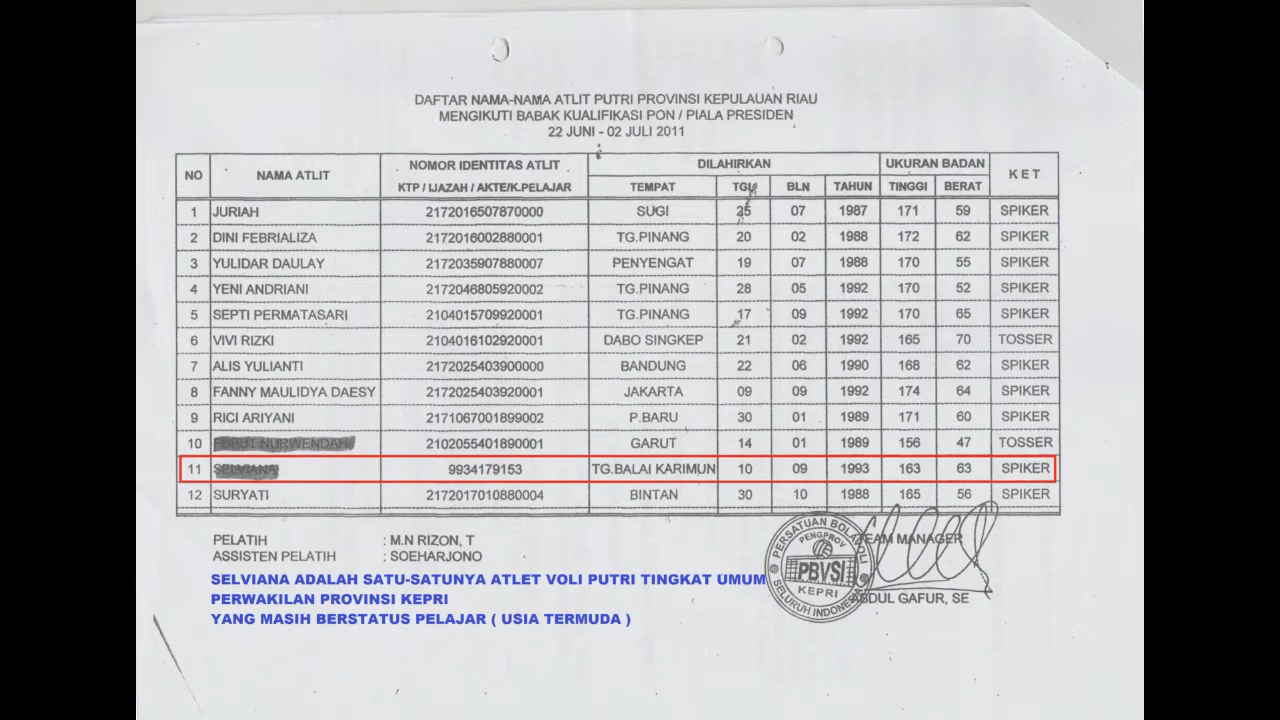 DAFTAR NAMA-NAMA ATLIT PUTRI PROVINSI KEPULAUAN RIAU
MENGIKUTI BABAK KUALIFIKASI PON / PIALA PRESIDEN
22 JUNI - 02 JULI 2011
NO NAMA ATLIT NOMOR IDENTITAS ATLIT DILAHIRKAN UKURAN BADAN KET
KTP / IJAZAH / AKTE/K.PELAJAR TEMPAT TGL BLN TAHUN TINGGI BERAT
1 JURIAH 2172016507870000 SUGI 25 07 1987 171 59 SPIKER
2 DINI FEBRIALIZA 2172016002880001 TG.PINANG 20 02 1988 172 62 SPIKER
3 YULIDAR DAULAY 2172035907880007 PENYENGAT 19 07 1988 170 55 SPIKER
4 YENI ANDRIANI 2172046805920002 TG.PINANG 28 05 1992 170 52 SPIKER
5 SEPTI PERMATASARI 2104015709920001 TG.PINANG 17 09 1992 170 65 SPIKER
6 VIVI RIZKI 2104016102920001 DABO SINGKEP 21 02 1992 165 70 TOSSER
7 ALIS YULIANTI 2172025403900000 BANDUNG 22 06 1990 168 62 SPIKER
8 FANNY MAULIDYA DAESY 2172025403920001 JAKARTA 09 09 1992 174 64 SPIKER
9 RICI ARIYANI 2171067001899002 P.BARU 30 01 1989 171 60 SPIKER
10 NURWENDAH 2102055401890001 GARUT 14 01 1989 156 47 TOSSER
11 SELVIANA 9934179153 TG.BALAI KARIMUN 10 09 1993 163 63 SPIKER
12 SURYATI 2172017010880004 BINTAN 30 10 1988 165 56 SPIKER
PELATIH : M.N RIZON, T
ASSISTEN PELATIH : SOEHARJONO
TEAM MANAGER
ABDUL GAFUR, SE
PERSATUAN BOLA VOLI
PENGPROV
PBVSI
KEPRI
SELURUH INDONESIA
SELVIANA ADALAH SATU-SATUNYA ATLET VOLI PUTRI TINGKAT UMUM
PERWAKILAN PROVINSI KEPRI
YANG MASIH BERSTATUS PELAJAR ( USIA TERMUDA )